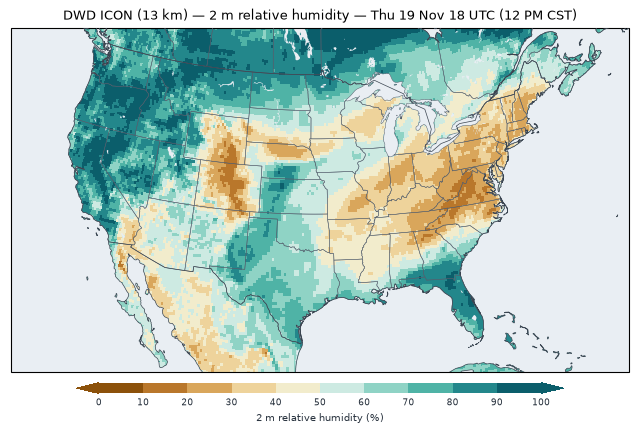 DWD ICON (13 km) — 2 m relative humidity — Thu 19 Nov 18 UTC (12 PM CST)
0 10 20 30 40 50 60 70 80 90 100
2 m relative humidity (%)